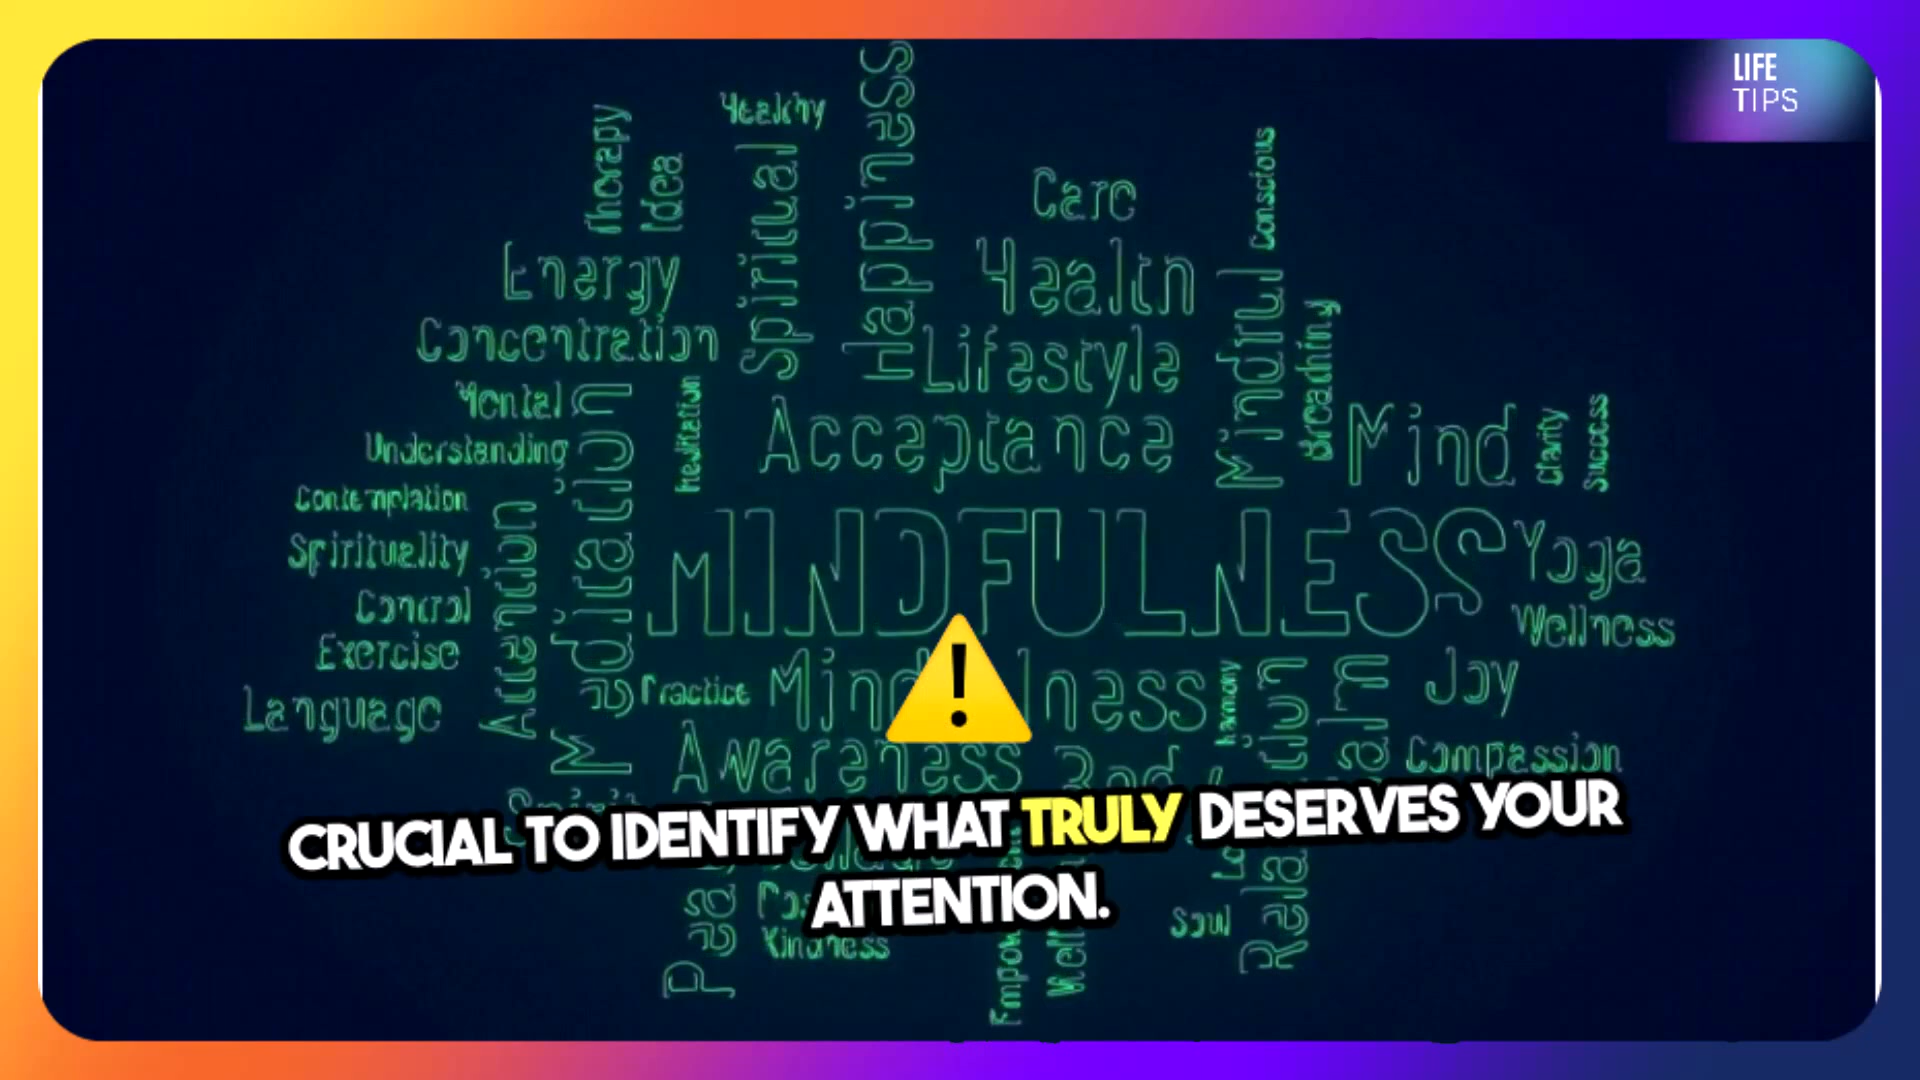 LIFE
TIPS
Healthy
Happiness
Therapy
Idea
Spiritual
Care
Conscious
Energy
Health
Concentration
Lifestyle
Mindful
Breathing
Mental
Meditation
Meditation
Acceptance
Mind
Clarity
Success
Understanding
Contemplation
Attention
MINDFULNESS
Yoga
Spirituality
Control
Wellness
Exercise
Practice
Harmony
Joy
Language
Awareness
Compassion
CRUCIAL TO IDENTIFY WHAT TRULY DESERVES YOUR
ATTENTION.
Kindness
Soul